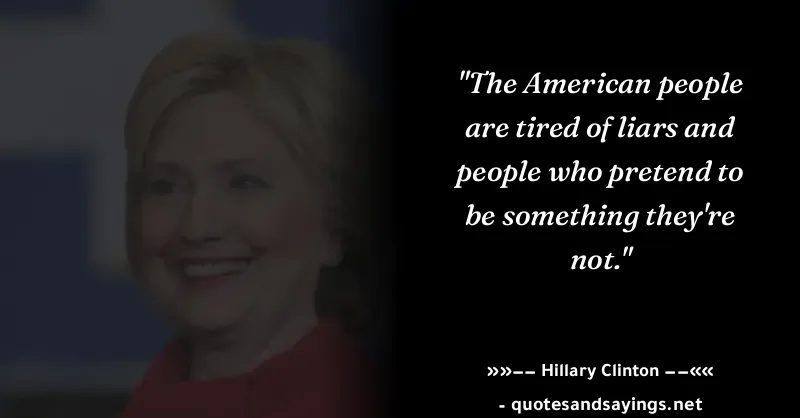 "The American people
are tired of liars and
people who pretend to
be something they're
not."
»»–– Hillary Clinton ––««
- quotesandsayings.net